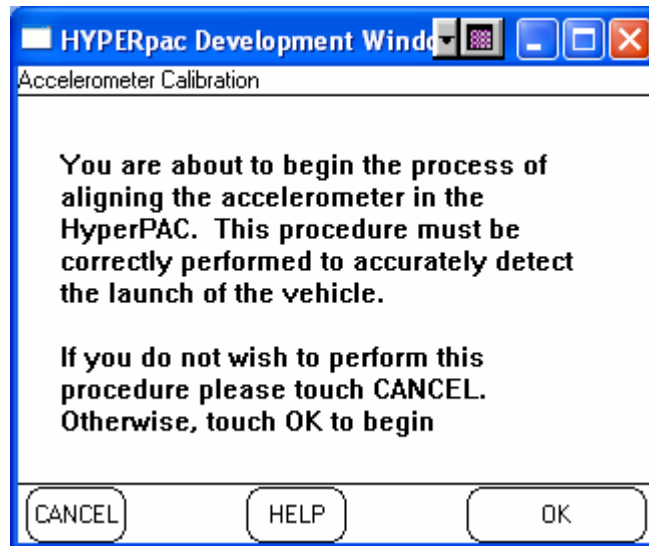 HYPERpac Development Windo
Accelerometer Calibration
You are about to begin the process of
aligning the accelerometer in the
HyperPAC.  This procedure must be
correctly performed to accurately detect
the launch of the vehicle.
If you do not wish to perform this
procedure please touch CANCEL.
Otherwise, touch OK to begin
CANCEL HELP OK